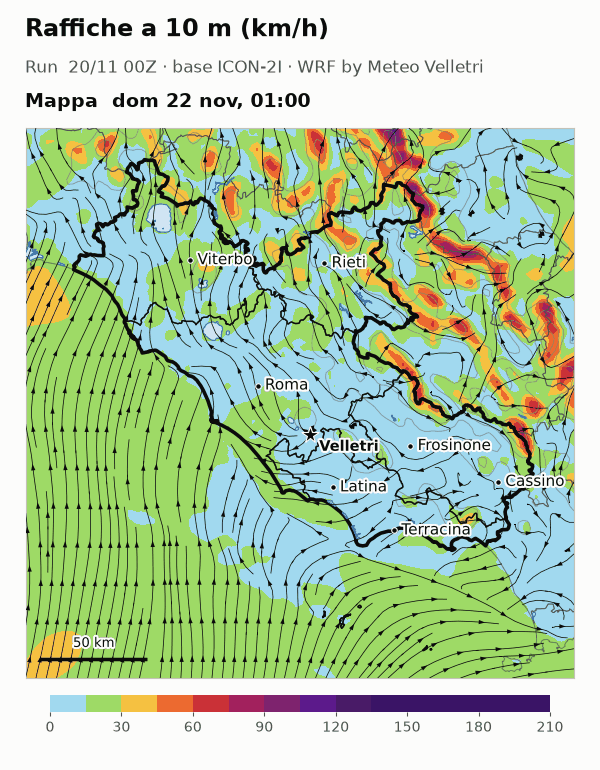 Raffiche a 10 m (km/h)
Run  20/11 00Z · base ICON-2I · WRF by Meteo Velletri
Mappa  dom 22 nov, 01:00
Viterbo
Rieti
Roma
Velletri
Frosinone
Cassino
Latina
Terracina
50 km
0 30 60 90 120 150 180 210